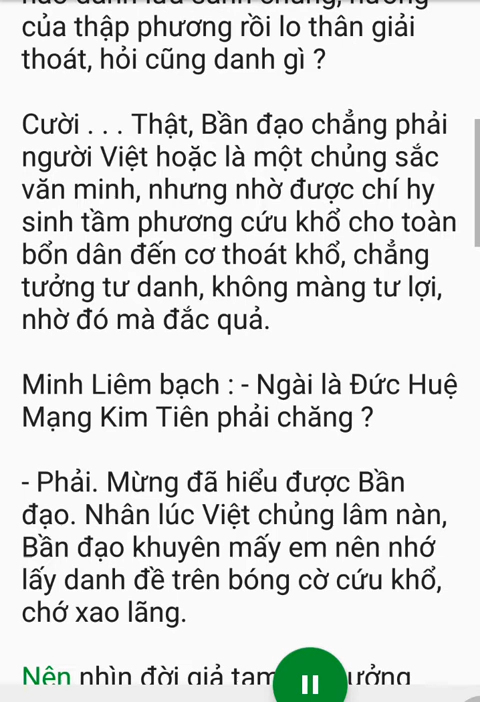 của thập phương rồi lo thân giải
thoát, hỏi cũng danh gì ?
Cười . . . Thật, Bần đạo chẳng phải
người Việt hoặc là một chủng sắc
văn minh, nhưng nhờ được chí hy
sinh tầm phương cứu khổ cho toàn
bổn dân đến cơ thoát khổ, chẳng
tưởng tư danh, không màng tư lợi,
nhờ đó mà đắc quả.
Minh Liêm bạch : - Ngài là Đức Huệ
Mạng Kim Tiên phải chăng ?
- Phải. Mừng đã hiểu được Bần
đạo. Nhân lúc Việt chủng lâm nàn,
Bần đạo khuyên mấy em nên nhớ
lấy danh đề trên bóng cờ cứu khổ,
chớ xao lãng.
Nên nhìn đời giả tạm